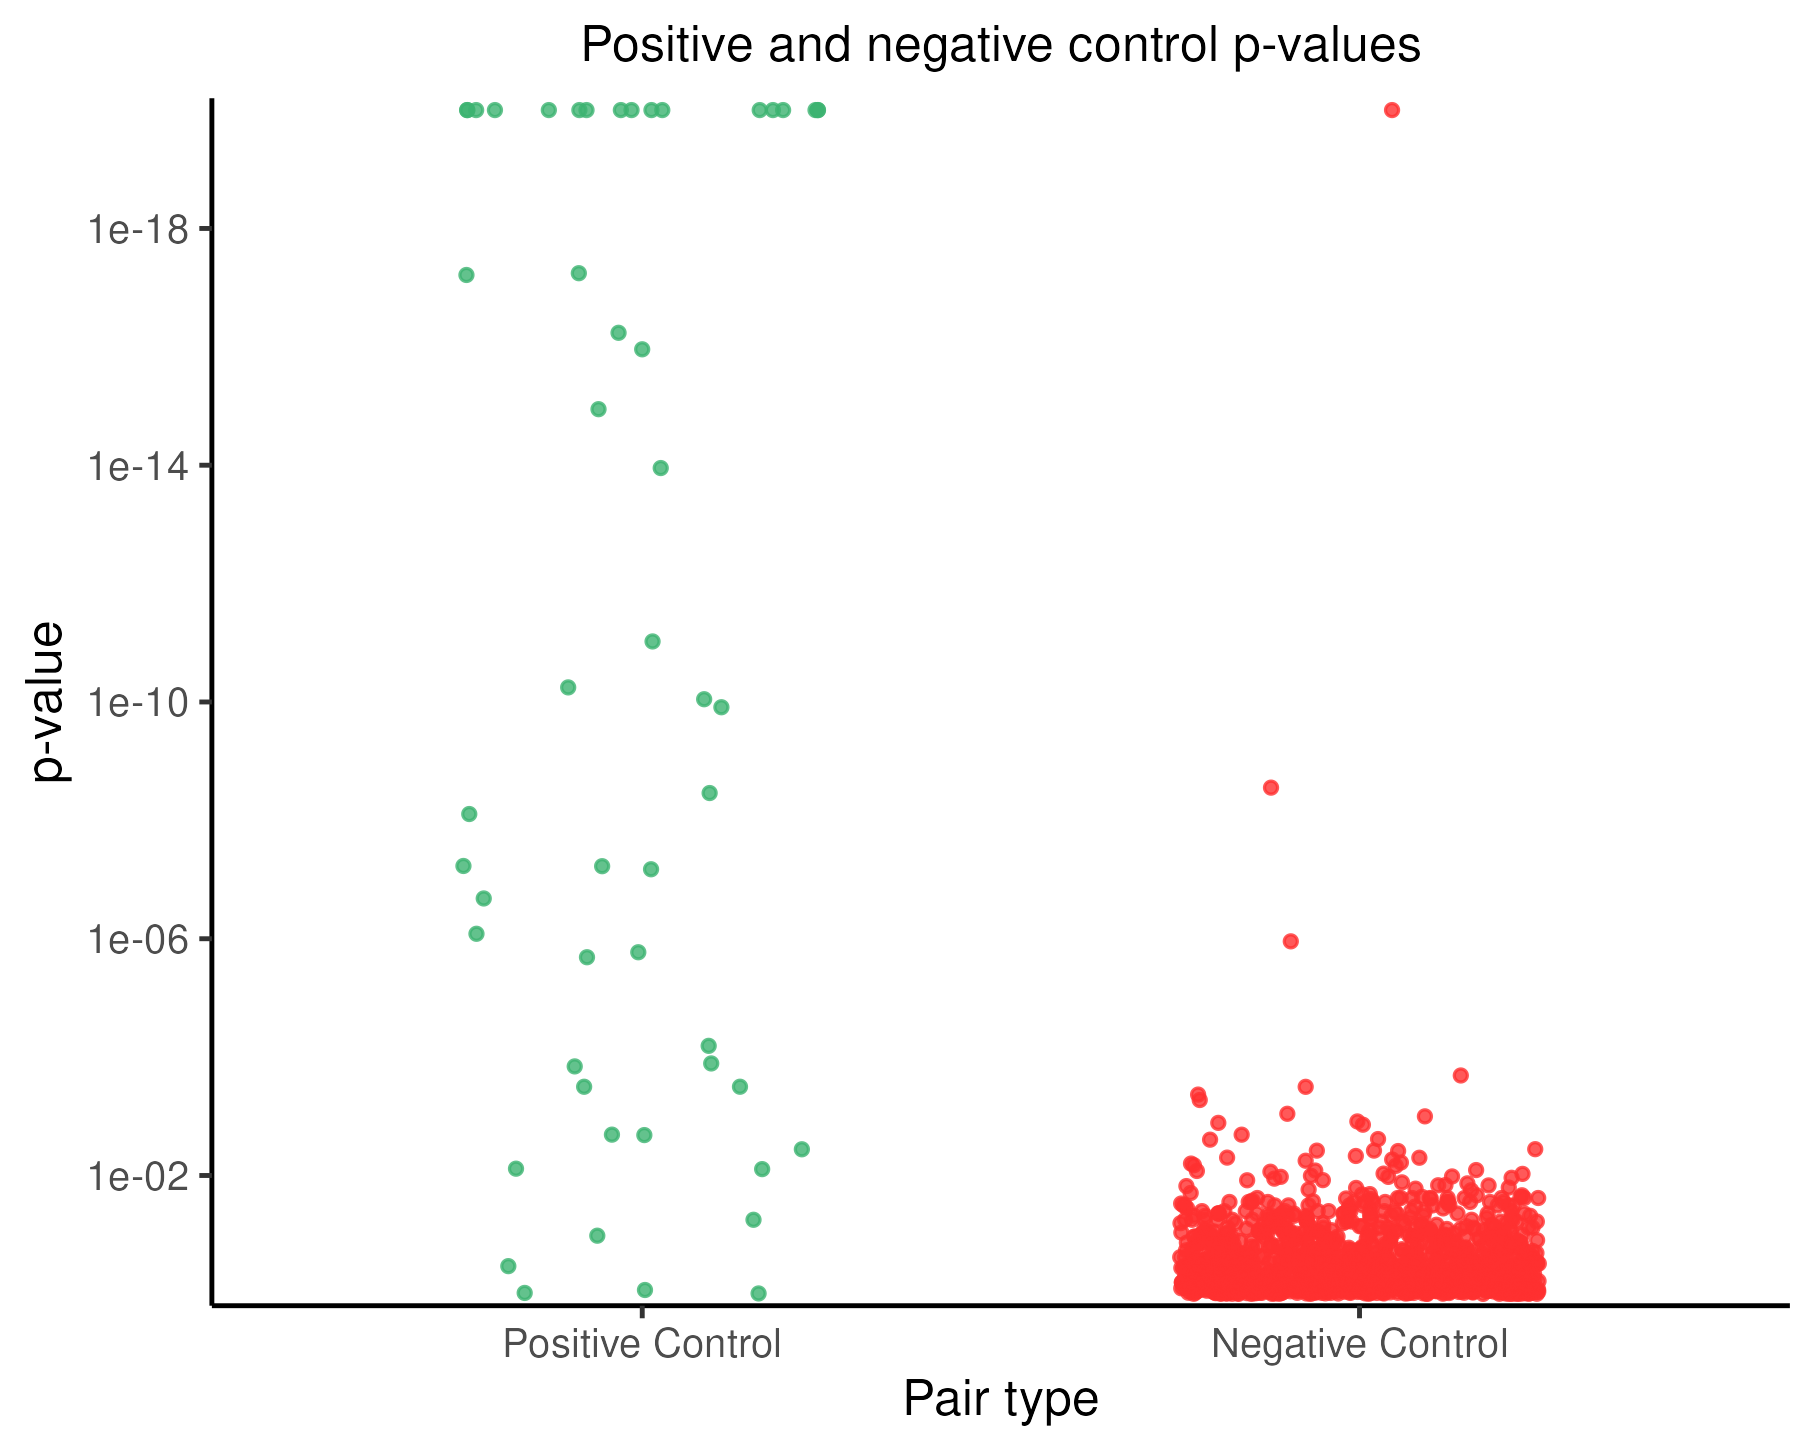 Positive and negative control p-values
1e-18
1e-14
1e-10
1e-06
1e-02
p-value
Positive Control
Negative Control
Pair type